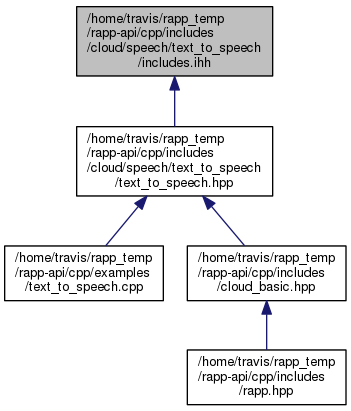 /home/travis/rapp_temp
/rapp-api/cpp/includes
/cloud/speech/text_to_speech
/includes.ihh
/home/travis/rapp_temp
/rapp-api/cpp/includes
/cloud/speech/text_to_speech
/text_to_speech.hpp
/home/travis/rapp_temp
/rapp-api/cpp/examples
/text_to_speech.cpp
/home/travis/rapp_temp
/rapp-api/cpp/includes
/cloud_basic.hpp
/home/travis/rapp_temp
/rapp-api/cpp/includes
/rapp.hpp